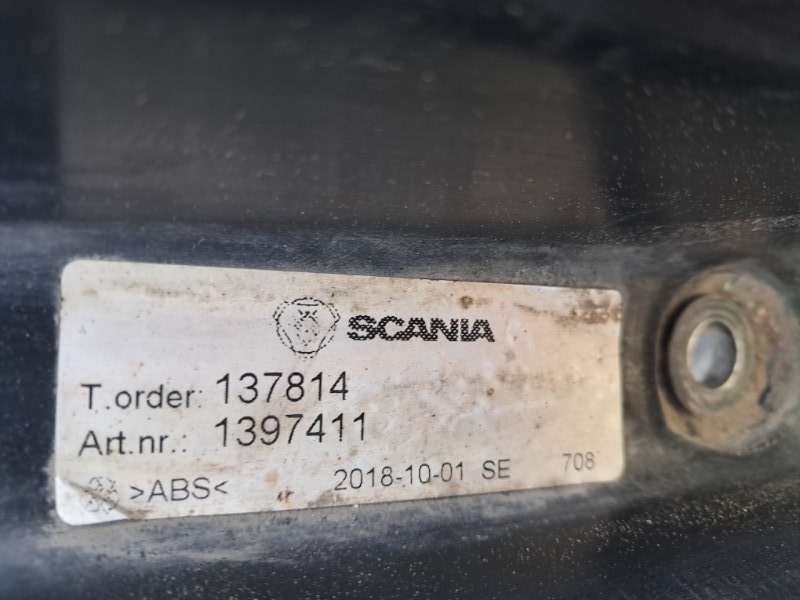 SCANIA
T.order: 137814
Art.nr.: 1397411
>ABS< 2018-10-01 SE 708